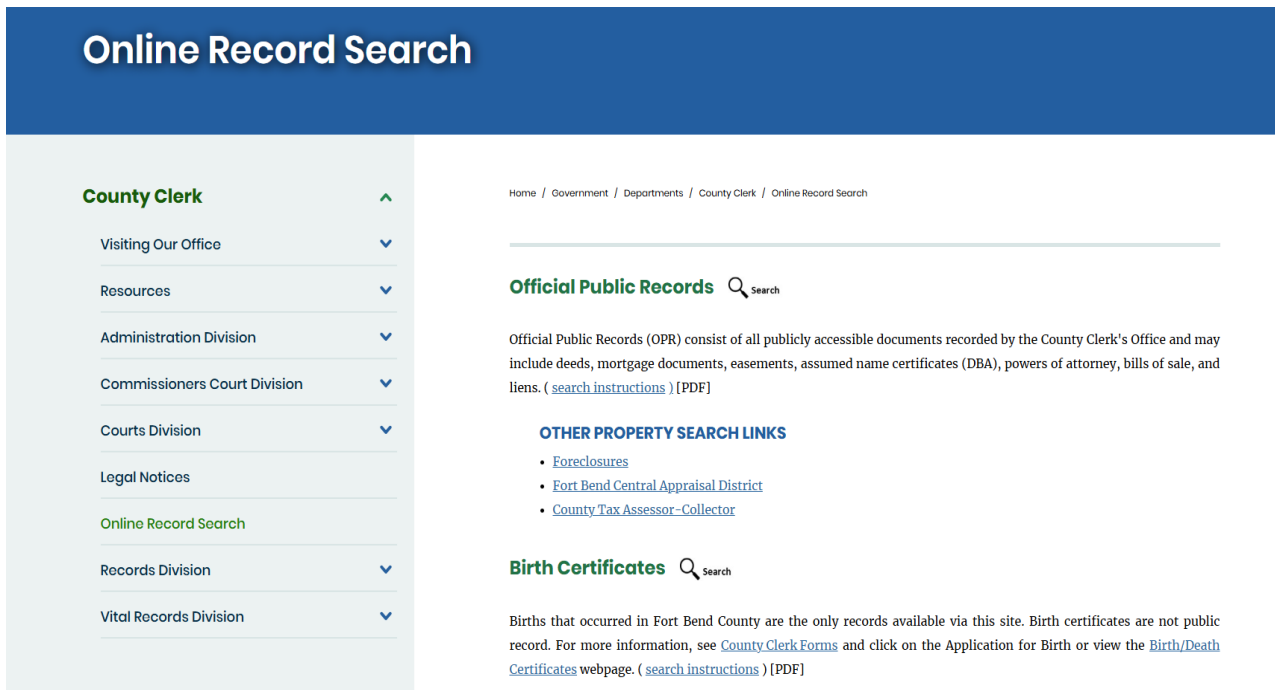 Online Record Search
County Clerk
Visiting Our Office
Resources
Administration Division
Commissioners Court Division
Courts Division
Legal Notices
Online Record Search
Records Division
Vital Records Division
Home / Government / Departments / County Clerk / Online Record Search
Official Public Records Search
Official Public Records (OPR) consist of all publicly accessible documents recorded by the County Clerk's Office and may
include deeds, mortgage documents, easements, assumed name certificates (DBA), powers of attorney, bills of sale, and
liens. ( search instructions ) [PDF]
OTHER PROPERTY SEARCH LINKS
• Foreclosures
• Fort Bend Central Appraisal District
• County Tax Assessor-Collector
Birth Certificates Search
Births that occurred in Fort Bend County are the only records available via this site. Birth certificates are not public
record. For more information, see County Clerk Forms and click on the Application for Birth or view the Birth/Death
Certificates webpage. ( search instructions ) [PDF]